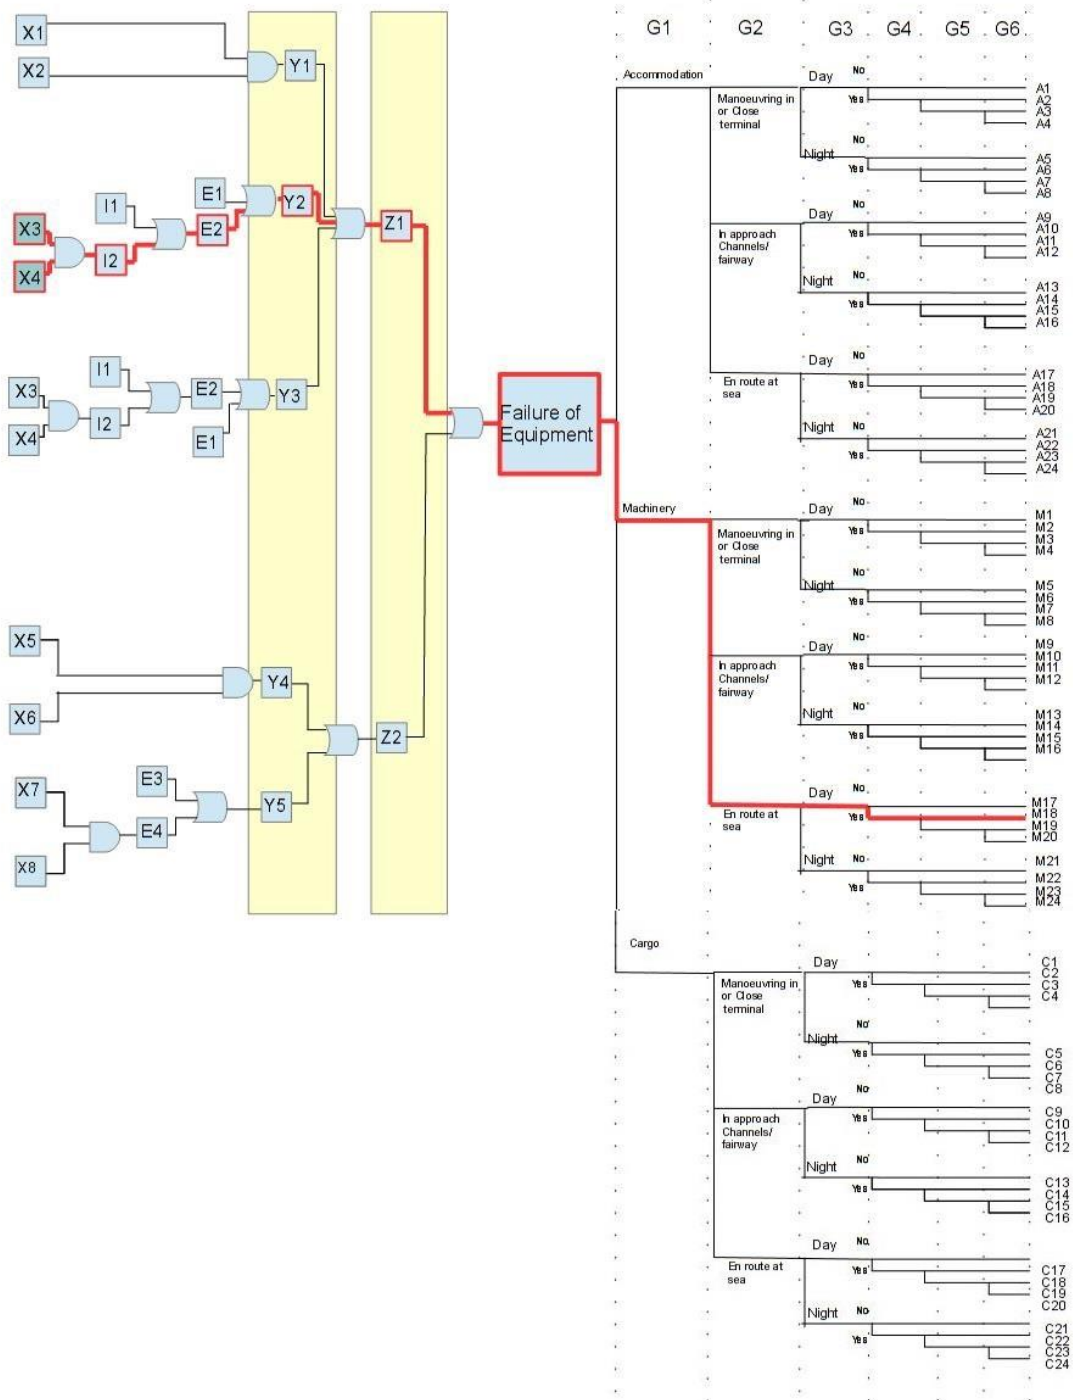 G1 G2 G3 G4 G5 G6
X1
X2
Y1
X3
X4
I1
I2
E1
E2
Y2
Z1
X3
X4
I1
I2
E2
E1
Y3
Failure of
Equipment
X5
X6
Y4
Z2
X7
X8
E3
E4
Y5
Accommodation
Manoeuvring in
or Close
terminal
Day
No
Yes
A1
A2
A3
A4
No
Night
Yes
A5
A6
A7
A8
In approach
Channels/
fairway
No
Day
Yes
A9
A10
A11
A12
Night
No
Yes
A13
A14
A15
A16
En route at
sea
Day
No
Yes
A17
A18
A19
A20
Night
No
Yes
A21
A22
A23
A24
Machinery
Manoeuvring in
or Close
terminal
Day
No
Yes
M1
M2
M3
M4
No
Night
Yes
M5
M6
M7
M8
In approach
Channels/
fairway
Day
No
Yes
M9
M10
M11
M12
Night
No
Yes
M13
M14
M15
M16
En route at
sea
Day
No
Yes
M17
M18
M19
M20
Night
No
Yes
M21
M22
M23
M24
Cargo
Manoeuvring in
or Close
terminal
Day
Yes
C1
C2
C3
C4
No
Night
Yes
C5
C6
C7
C8
In approach
Channels/
fairway
No
Day
Yes
C9
C10
C11
C12
Night
No
Yes
C13
C14
C15
C16
En route at
sea
Day
No
Yes
C17
C18
C19
C20
Night
No
Yes
C21
C22
C23
C24